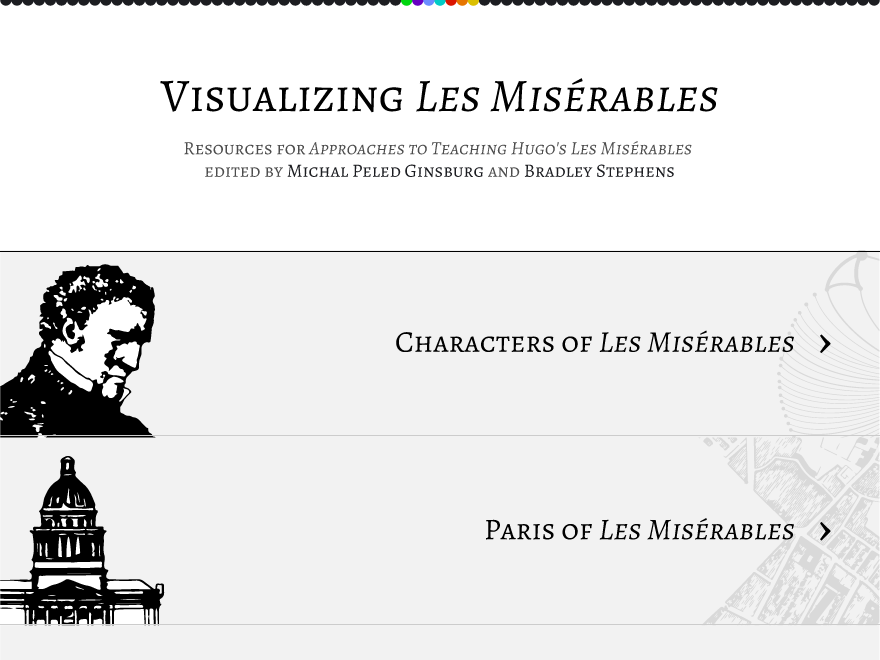 Visualizing Les Misérables
Resources for Approaches to Teaching Hugo's Les Misérables
edited by Michal Peled Ginsburg and Bradley Stephens
Characters of Les Misérables ›
Paris of Les Misérables ›